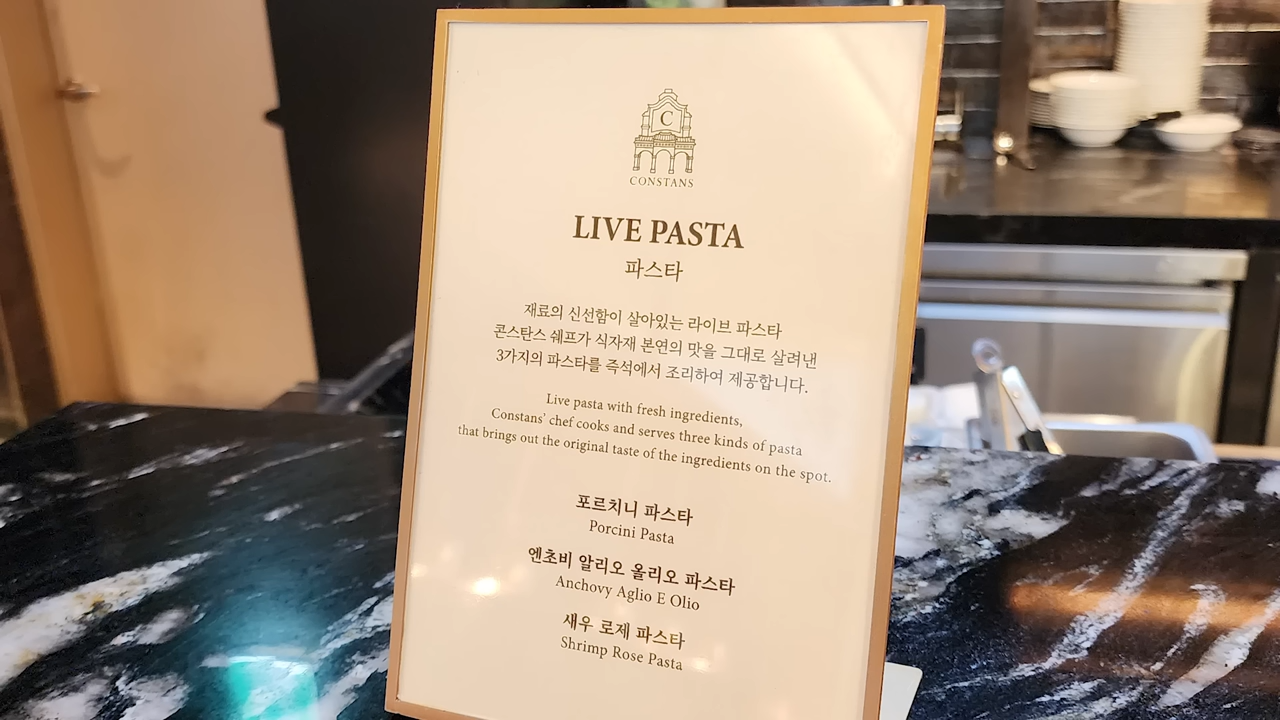 C
CONSTANS
LIVE PASTA
파스타
재료의 신선함이 살아있는 라이브 파스타
콘스탄스 쉐프가 식자재 본연의 맛을 그대로 살려낸
3가지의 파스타를 즉석에서 조리하여 제공합니다.
Live pasta with fresh ingredients,
Constans' chef cooks and serves three kinds of pasta
that brings out the original taste of the ingredients on the spot.
포르치니 파스타
Porcini Pasta
엔초비 알리오 올리오 파스타
Anchovy Aglio E Olio
새우 로제 파스타
Shrimp Rose Pasta